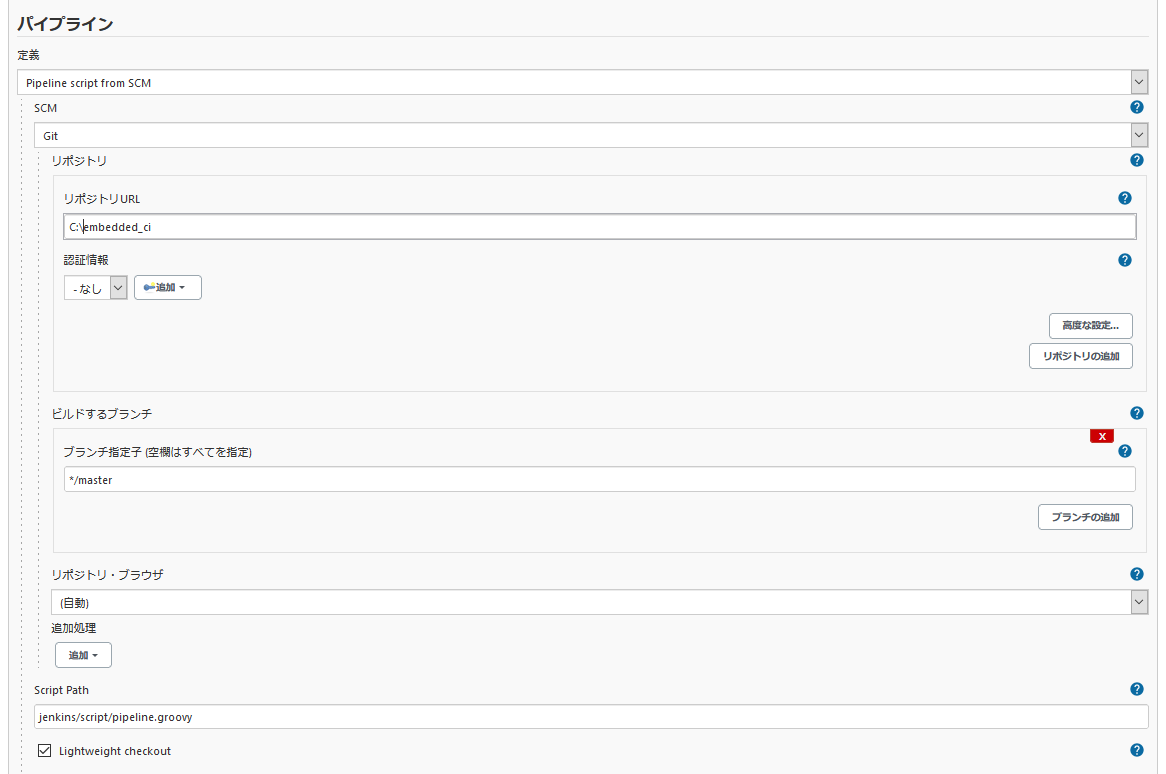 パイプライン
定義
Pipeline script from SCM
SCM
Git
リポジトリ
リポジトリURL
C:\embedded_ci
認証情報
- なし
追加
高度な設定...
リポジトリの追加
ビルドするブランチ
X
ブランチ指定子 (空欄はすべてを指定)
*/master
ブランチの追加
リポジトリ・ブラウザ
(自動)
追加処理
追加
Script Path
jenkins/script/pipeline.groovy
Lightweight checkout